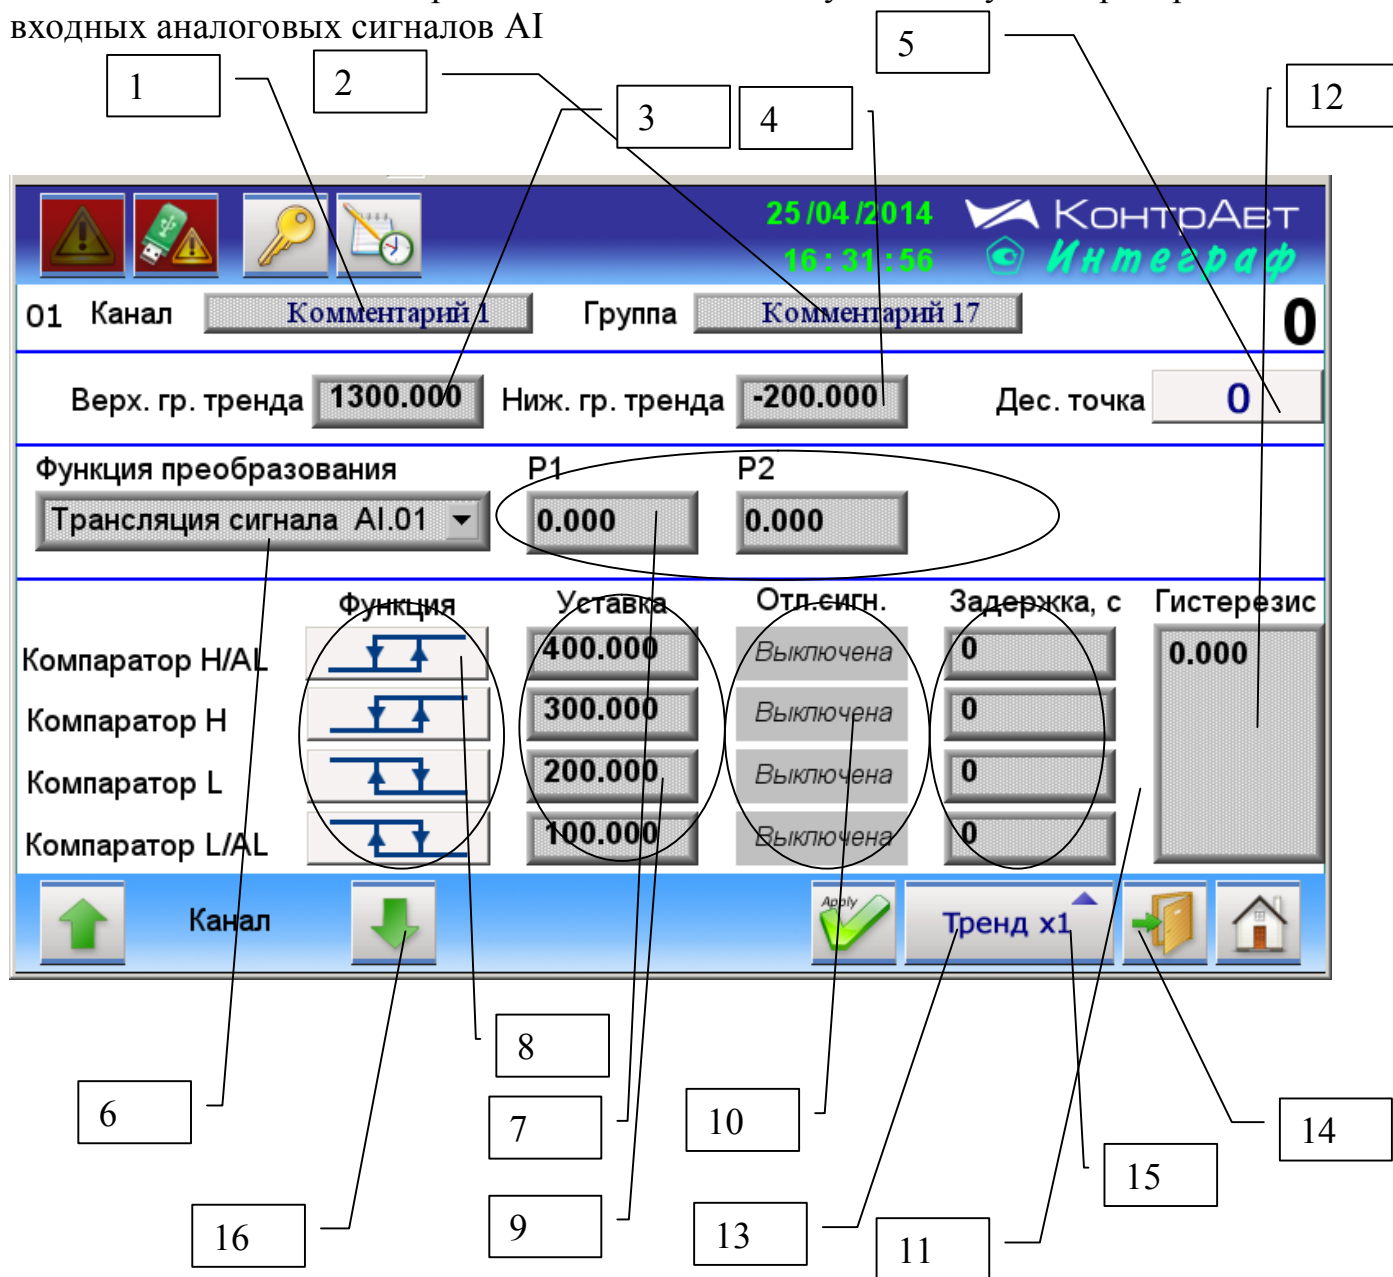 входных аналоговых сигналов AI
1
2
3
4
5
12
25/04/2014
16:31:56
КонтрАвт
Интеграф
01 Канал Комментарий 1 Группа Комментарий 17 0
Верх. гр. тренда 1300.000 Ниж. гр. тренда -200.000 Дес. точка 0
Функция преобразования P1 P2
Трансляция сигнала AI.01 0.000 0.000
Функция Уставка Отл.сигн. Задержка, с Гистерезис
Компаратор H/AL 400.000 Выключена 0 0.000
Компаратор H 300.000 Выключена 0
Компаратор L 200.000 Выключена 0
Компаратор L/AL 100.000 Выключена 0
Канал Apply Тренд x1
8
6
7
10
14
15
16
9
13
11